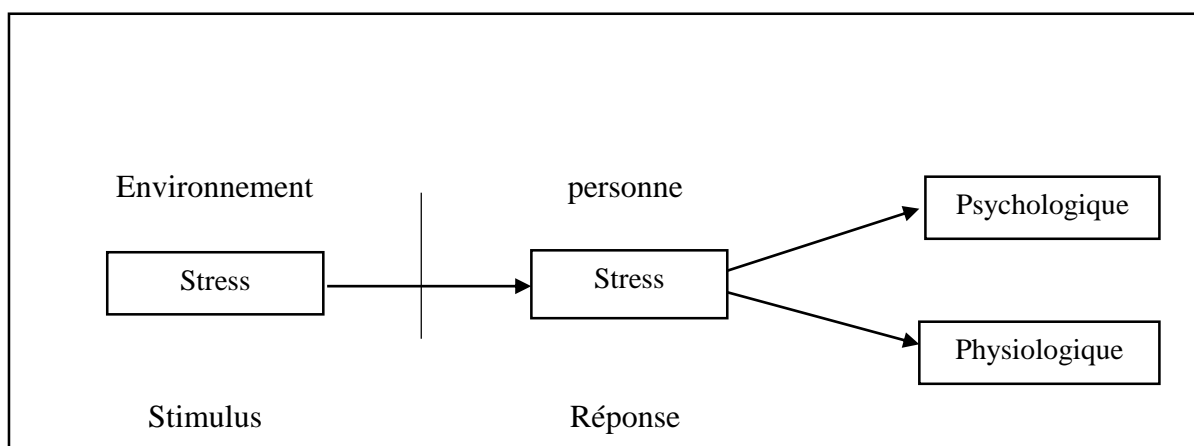 Environnement
personne
Psychologique
Stress
Stress
Physiologique
Stimulus
Réponse